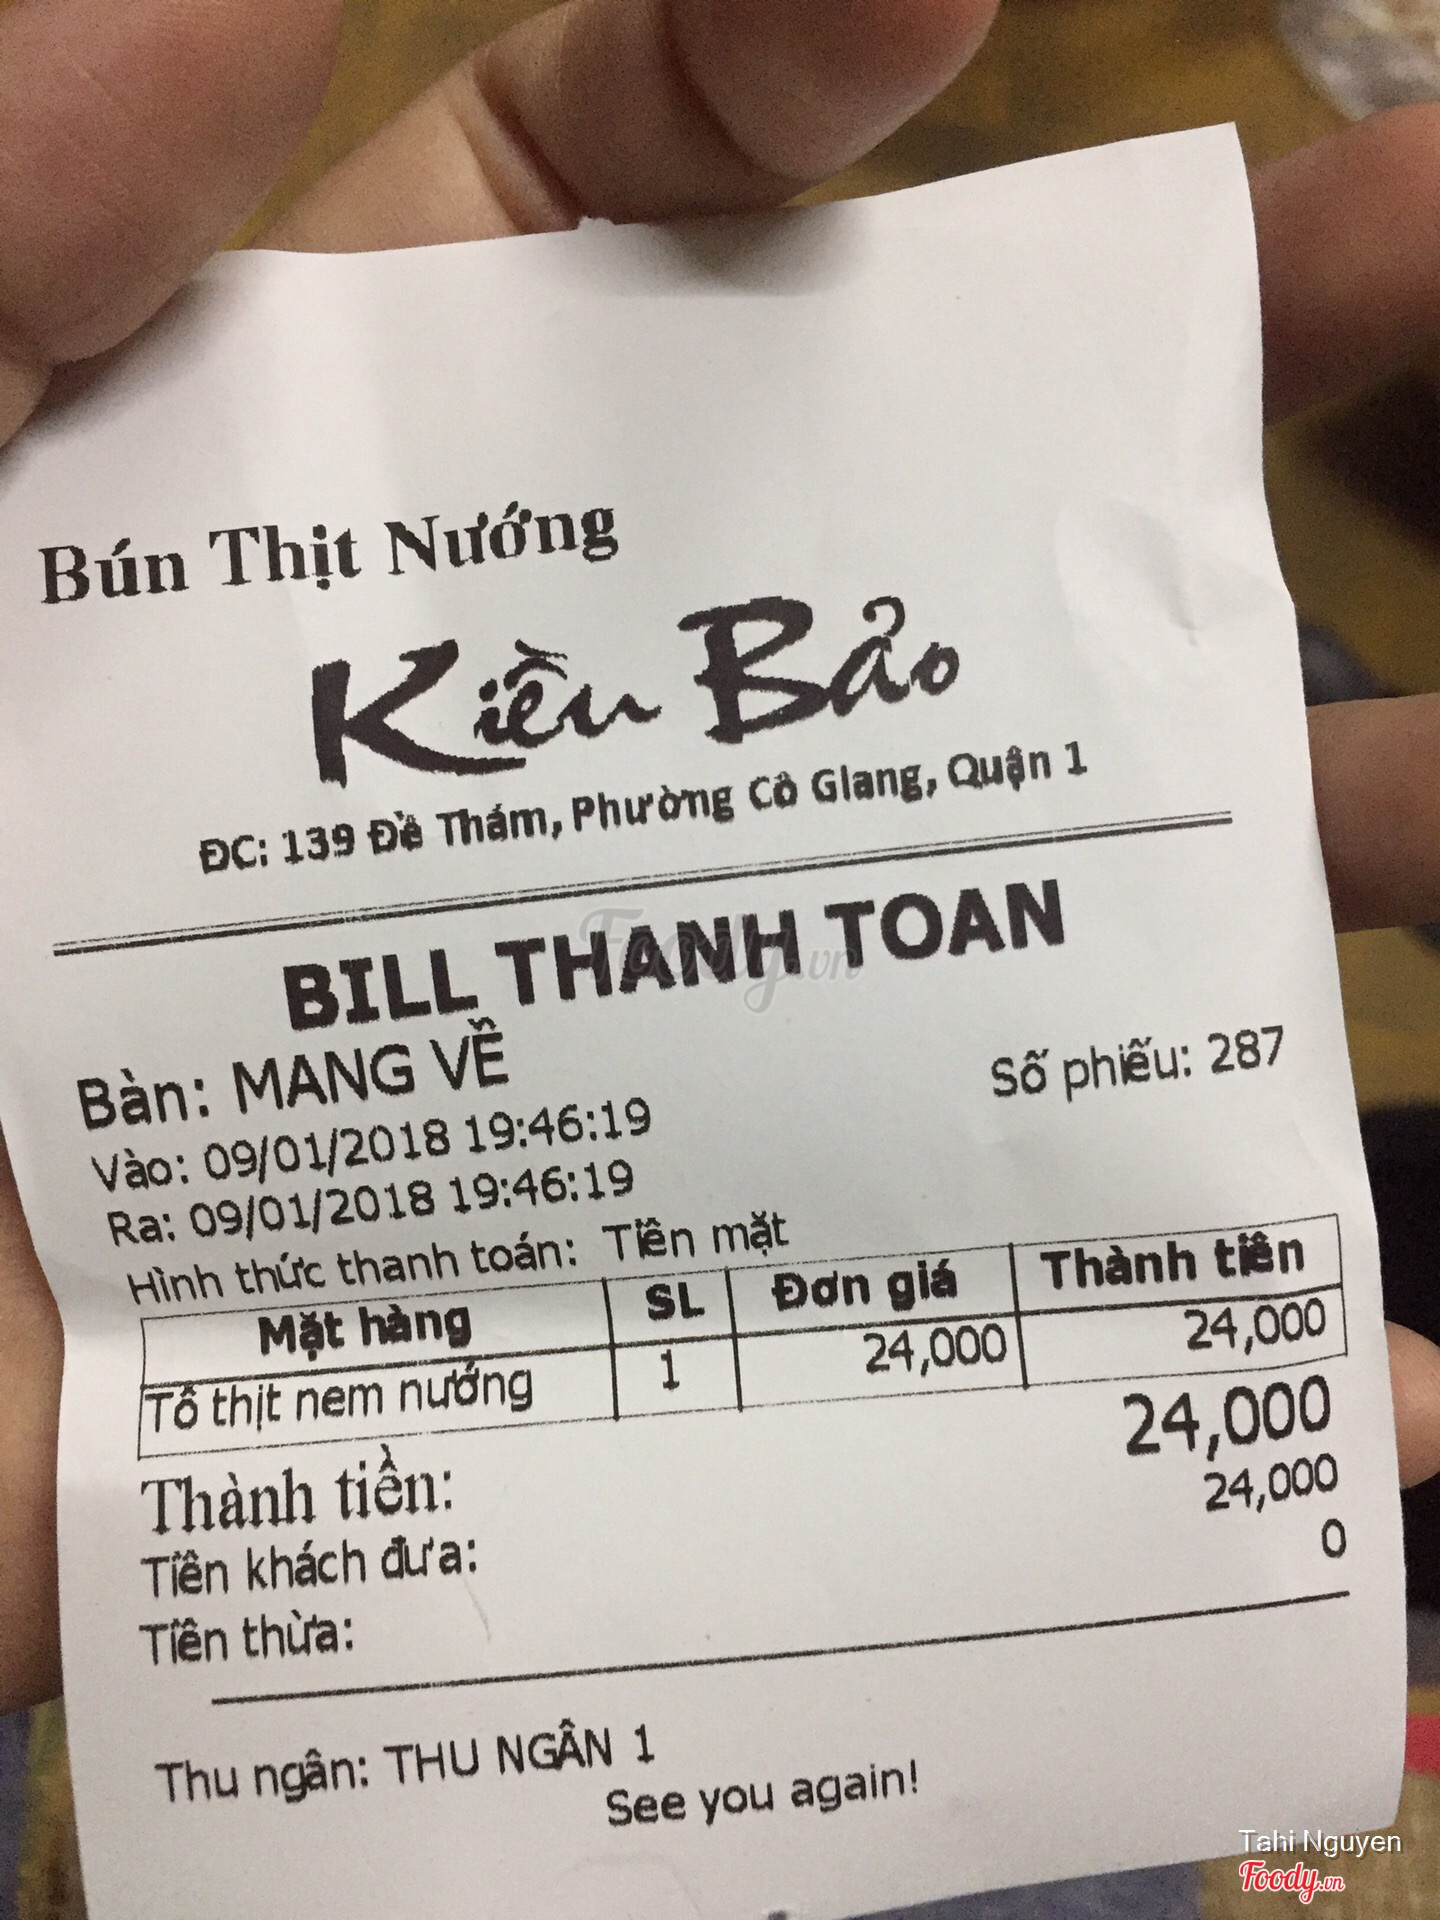 Bún Thịt Nướng
Kiều Bảo
ĐC: 139 Đề Thám, Phường Cô Giang, Quận 1
BILL THANH TOAN
Foody.vn
Bàn: MANG VỀ
Số phiếu: 287
Vào: 09/01/2018 19:46:19
Ra: 09/01/2018 19:46:19
Hình thức thanh toán: Tiền mặt
Mặt hàng SL Đơn giá Thành tiền
Tô thịt nem nướng 1 24,000 24,000
Thành tiền: 24,000
Tiền khách đưa: 24,000
Tiền thừa: 0
Thu ngân: THU NGÂN 1
See you again!
Tahi Nguyen
Foody.vn